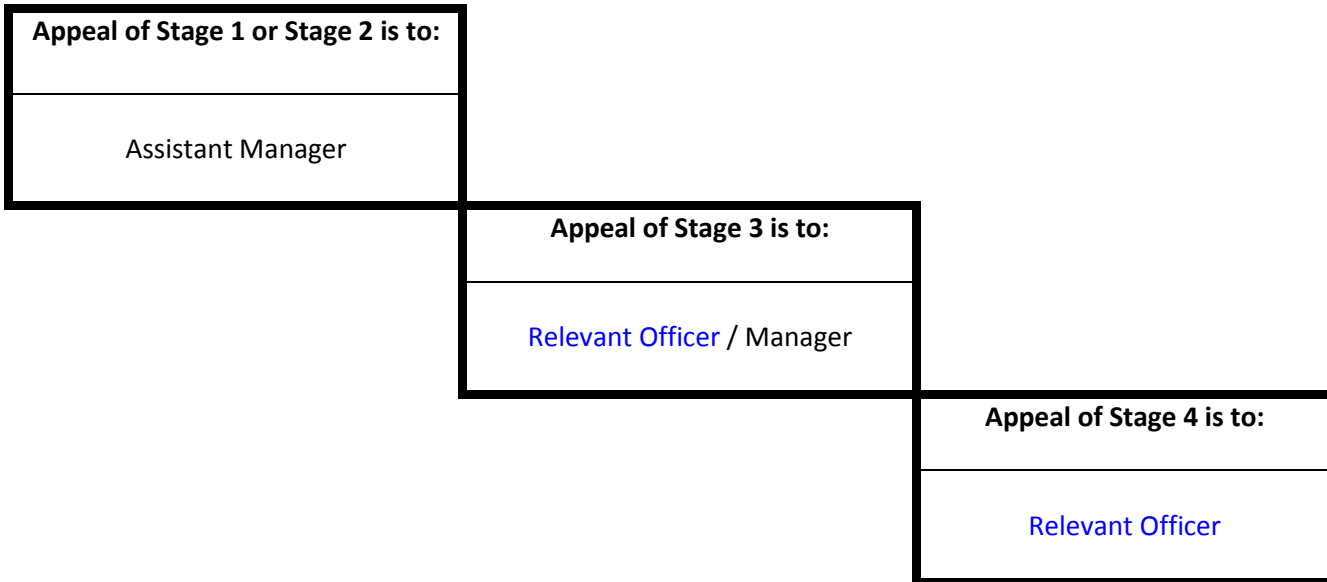 Appeal of Stage 1 or Stage 2 is to:
Assistant Manager
Appeal of Stage 3 is to:
Relevant Officer / Manager
Appeal of Stage 4 is to:
Relevant Officer